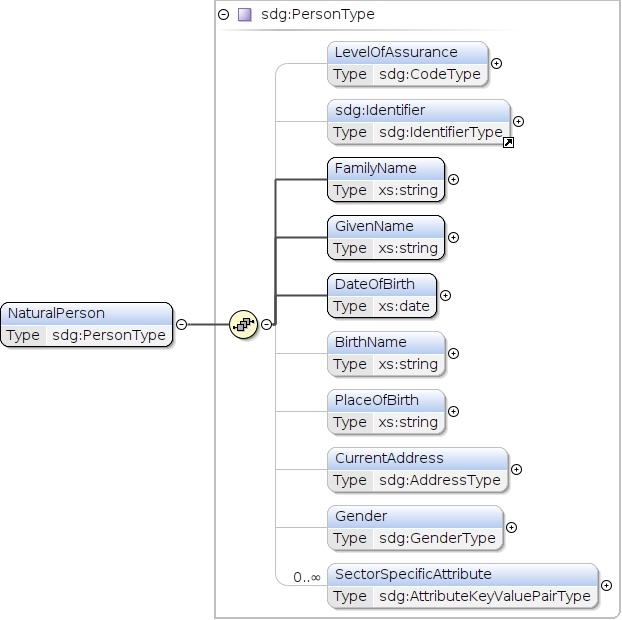 sdg:PersonType
LevelOfAssurance
Type sdg:CodeType
sdg:Identifier
Type sdg:IdentifierType
FamilyName
Type xs:string
GivenName
Type xs:string
DateOfBirth
Type xs:date
NaturalPerson
Type sdg:PersonType
BirthName
Type xs:string
PlaceOfBirth
Type xs:string
CurrentAddress
Type sdg:AddressType
Gender
Type sdg:GenderType
0..∞ SectorSpecificAttribute
Type sdg:AttributeKeyValuePairType